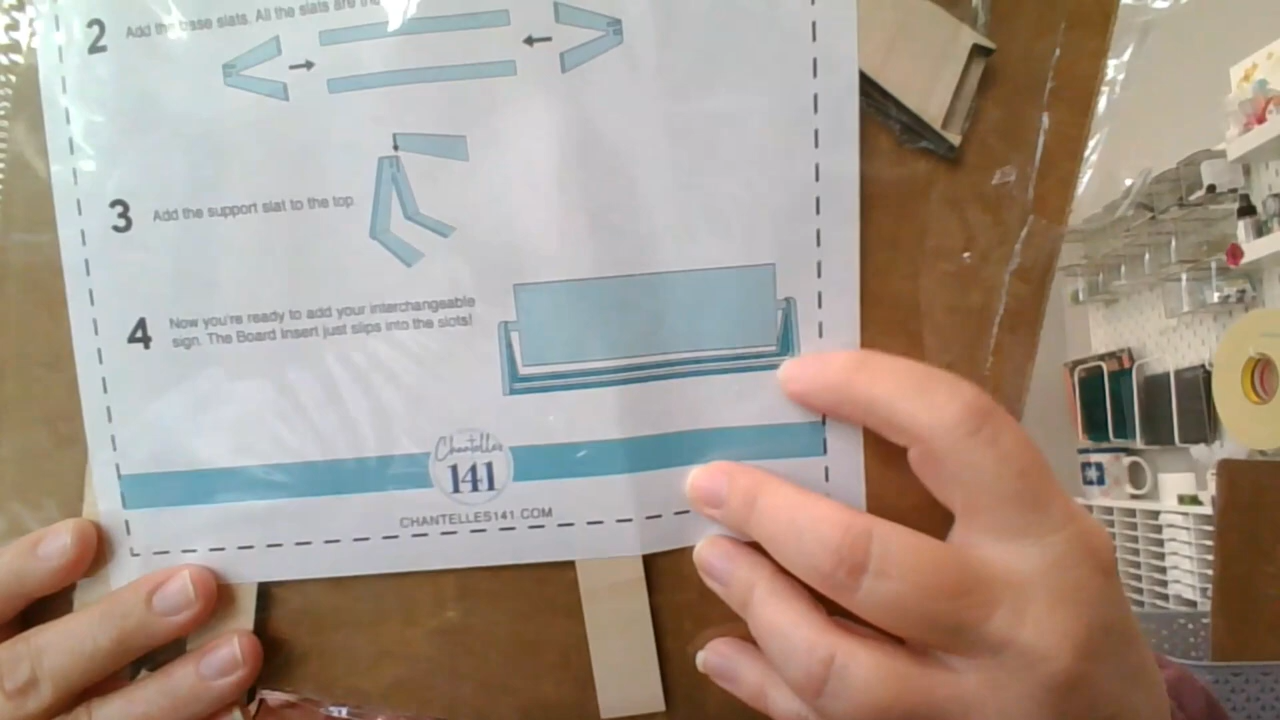 2
Add the base slats. All the slats are the
3
Add the support slat to the top.
4
Now you're ready to add your interchangeable
sign. The Board Insert just slips into the slots!
Chantelle's
141
CHANTELLES141.COM